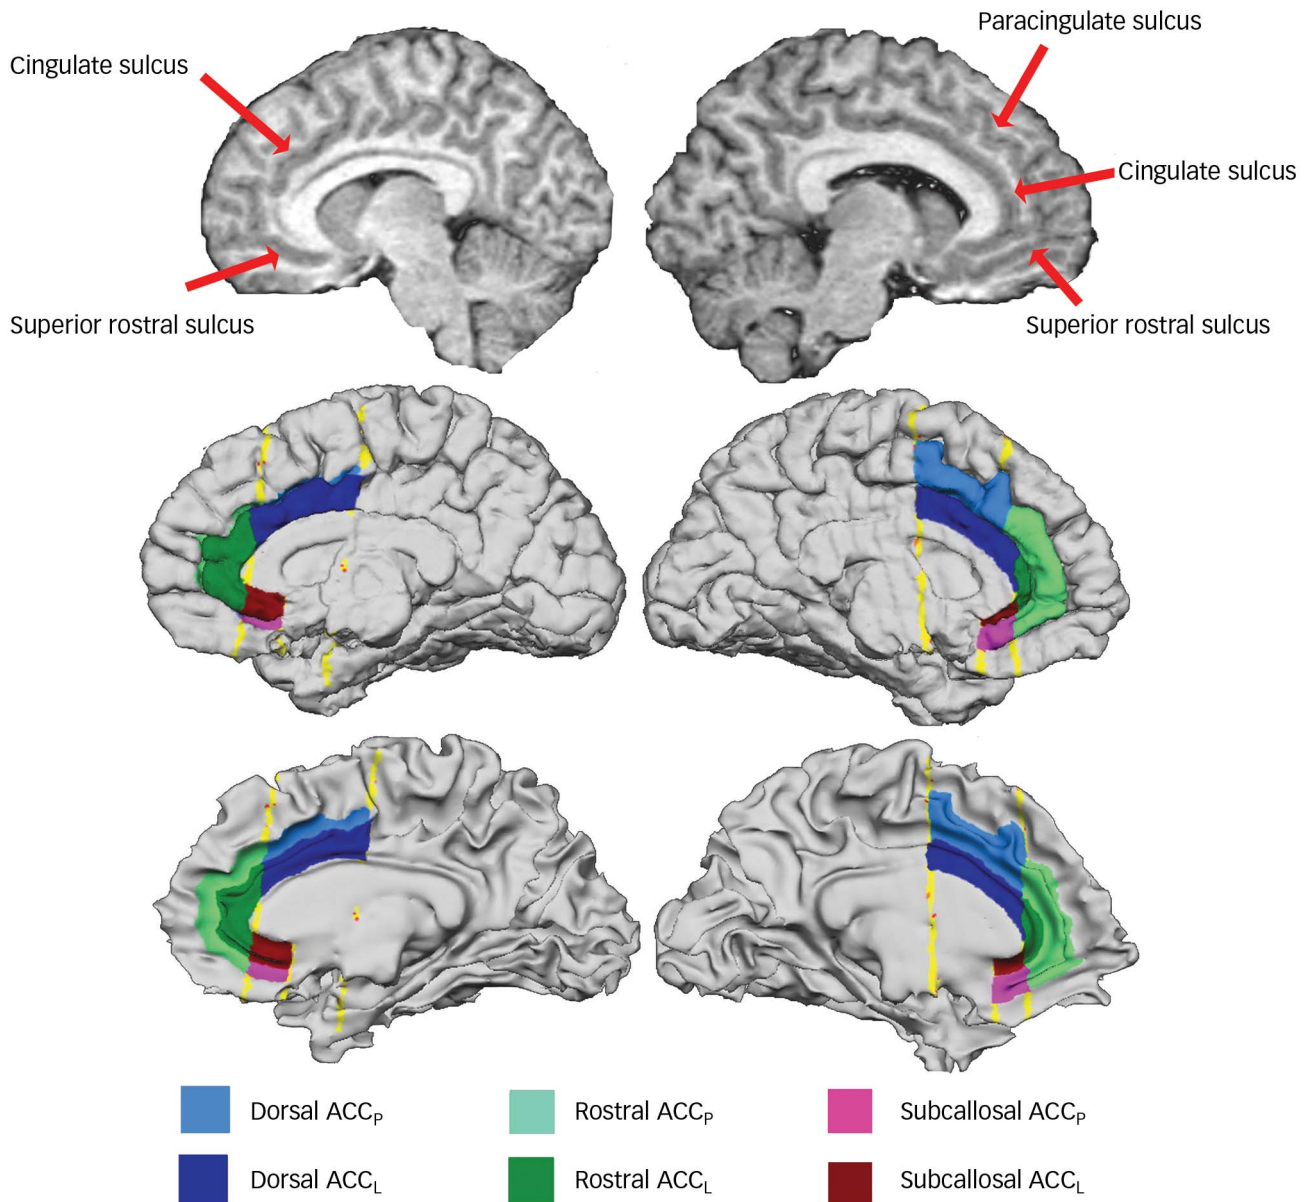 Paracingulate sulcus
Cingulate sulcus
Cingulate sulcus
Superior rostral sulcus
Superior rostral sulcus
Dorsal ACCP
Rostral ACCP
Subcallosal ACCP
Dorsal ACCL
Rostral ACCL
Subcallosal ACCL